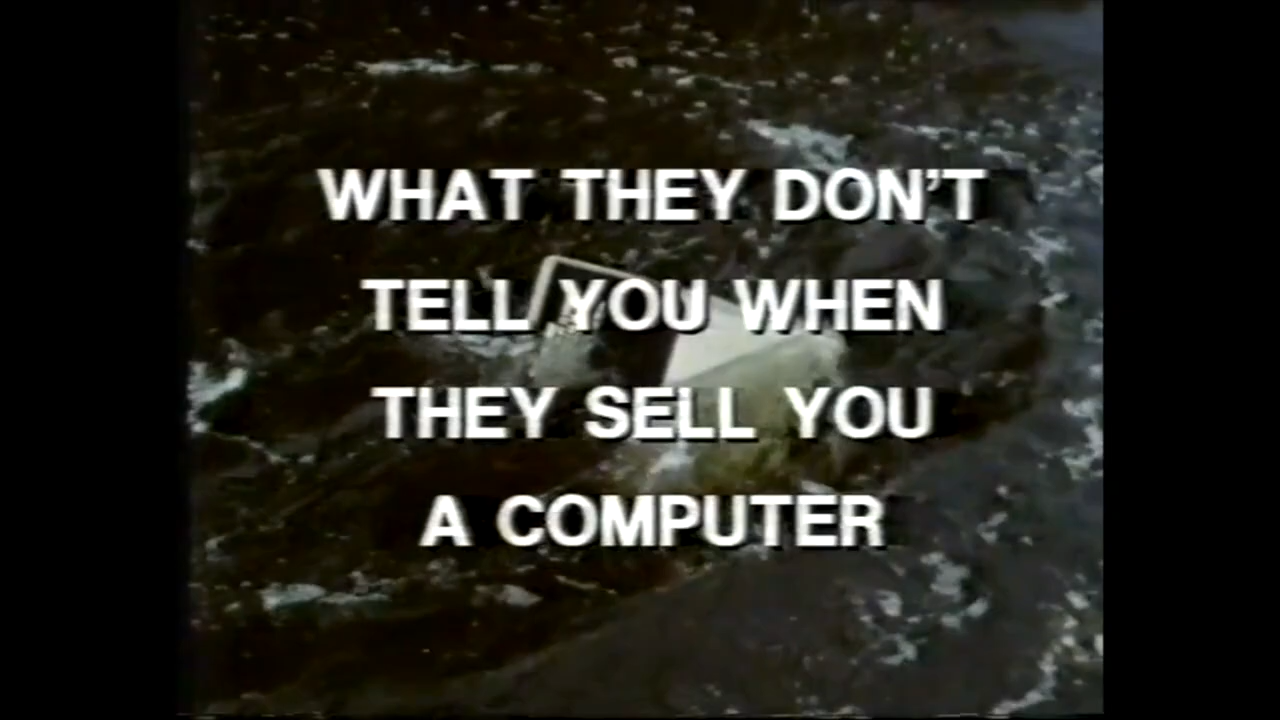 WHAT THEY DON'T
TELL YOU WHEN
THEY SELL YOU
A COMPUTER